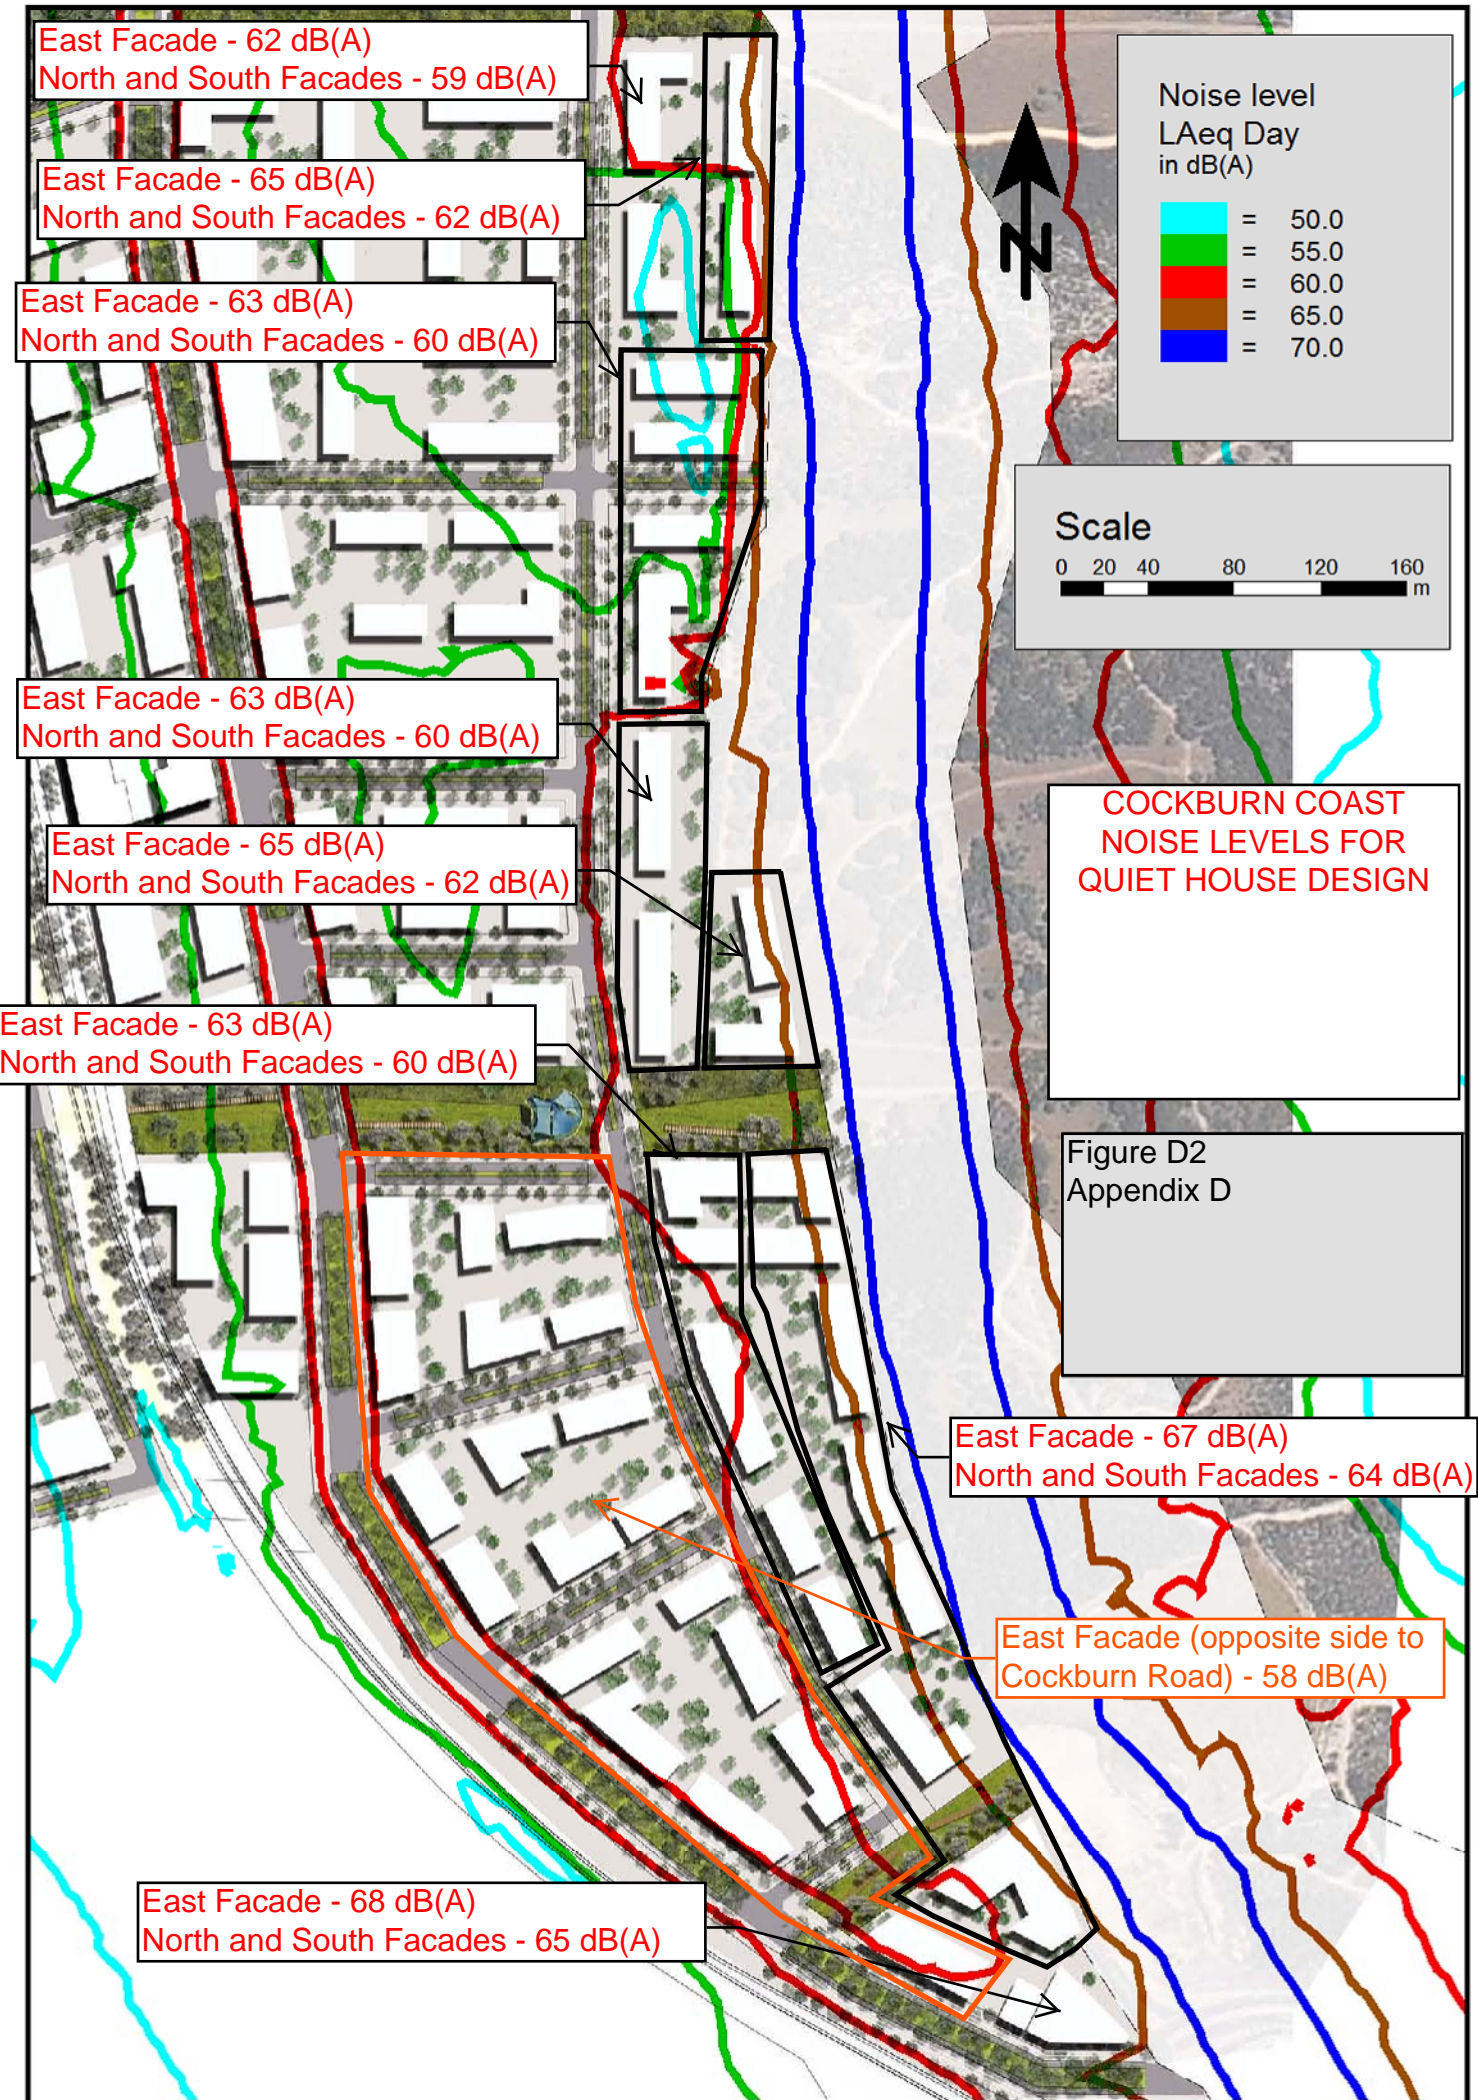 East Facade - 62 dB(A)
North and South Facades - 59 dB(A)
East Facade - 65 dB(A)
North and South Facades - 62 dB(A)
East Facade - 63 dB(A)
North and South Facades - 60 dB(A)
East Facade - 63 dB(A)
North and South Facades - 60 dB(A)
East Facade - 65 dB(A)
North and South Facades - 62 dB(A)
East Facade - 63 dB(A)
North and South Facades - 60 dB(A)
Noise level
LAeq Day
in dB(A)
= 50.0
= 55.0
= 60.0
= 65.0
= 70.0
N
Scale
0 20 40 80 120 160
m
COCKBURN COAST
NOISE LEVELS FOR
QUIET HOUSE DESIGN
Figure D2
Appendix D
East Facade - 67 dB(A)
North and South Facades - 64 dB(A)
East Facade (opposite side to
Cockburn Road) - 58 dB(A)
East Facade - 68 dB(A)
North and South Facades - 65 dB(A)